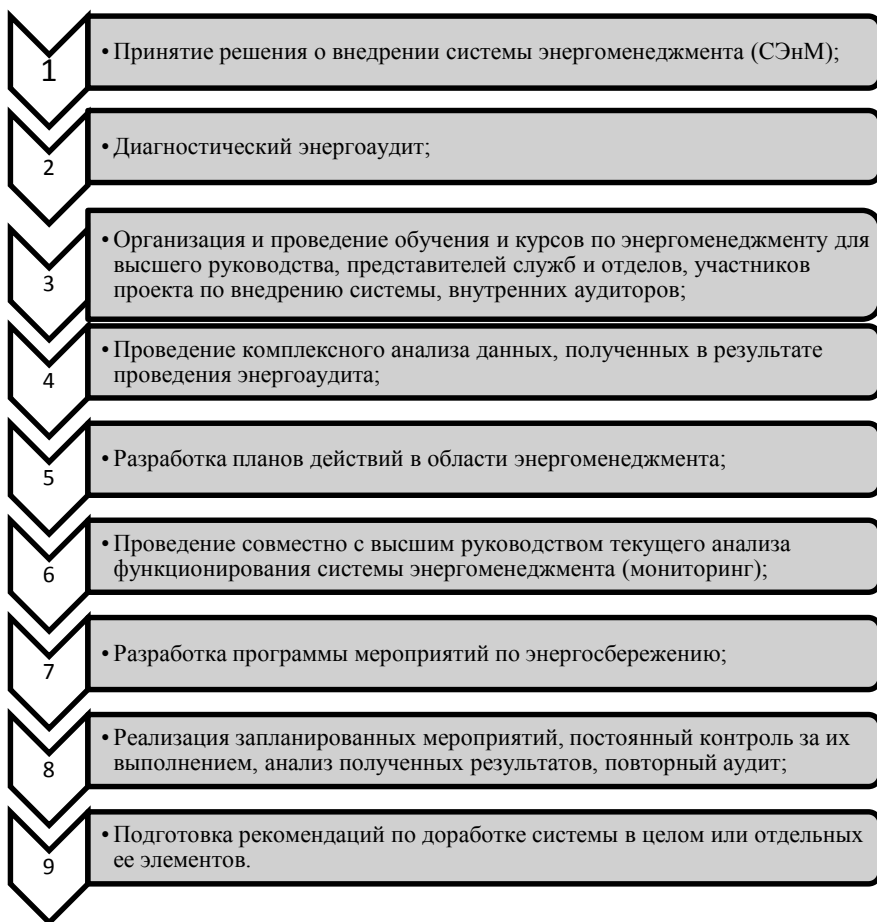 1
• Принятие решения о внедрении системы энергоменеджмента (СЭнМ);
2
• Диагностический энергоаудит;
3
• Организация и проведение обучения и курсов по энергоменеджменту для
высшего руководства, представителей служб и отделов, участников
проекта по внедрению системы, внутренних аудиторов;
4
• Проведение комплексного анализа данных, полученных в результате
проведения энергоаудита;
5
• Разработка планов действий в области энергоменеджмента;
6
• Проведение совместно с высшим руководством текущего анализа
функционирования системы энергоменеджмента (мониторинг);
7
• Разработка программы мероприятий по энергосбережению;
8
• Реализация запланированных мероприятий, постоянный контроль за их
выполнением, анализ полученных результатов, повторный аудит;
9
• Подготовка рекомендаций по доработке системы в целом или отдельных
ее элементов.